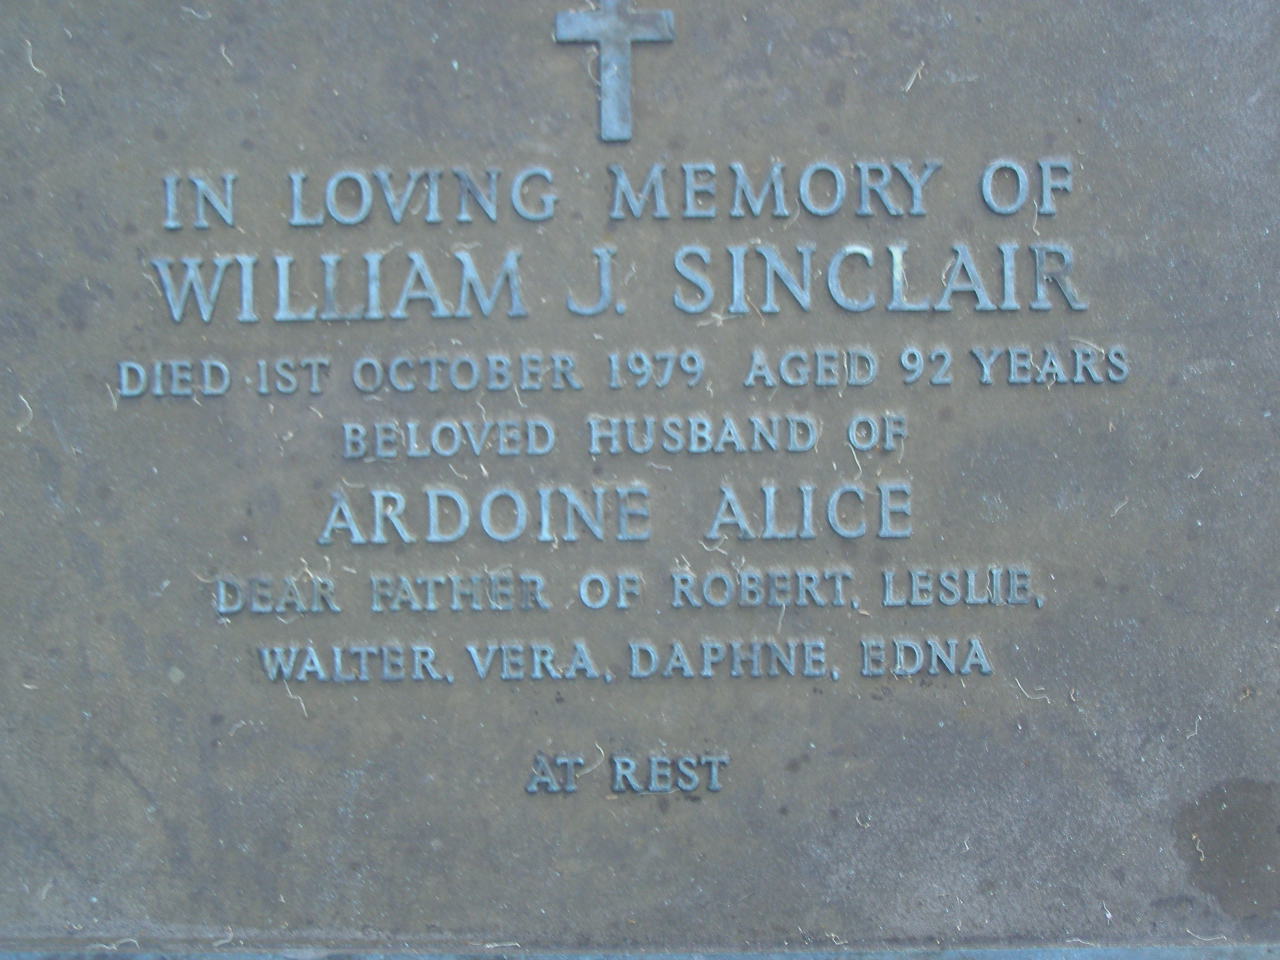 IN LOVING MEMORY OF
WILLIAM J. SINCLAIR
DIED 1ST OCTOBER 1979 AGED 92 YEARS
BELOVED HUSBAND OF
ARDOINE ALICE
DEAR FATHER OF ROBERT, LESLIE,
WALTER, VERA, DAPHNE, EDNA
AT REST